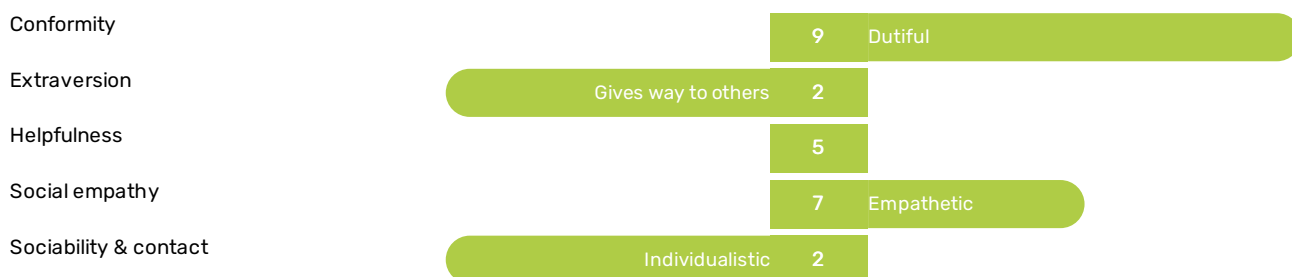 Conformity 9 Dutiful
Extraversion Gives way to others 2
Helpfulness 5
Social empathy 7 Empathetic
Sociability & contact Individualistic 2